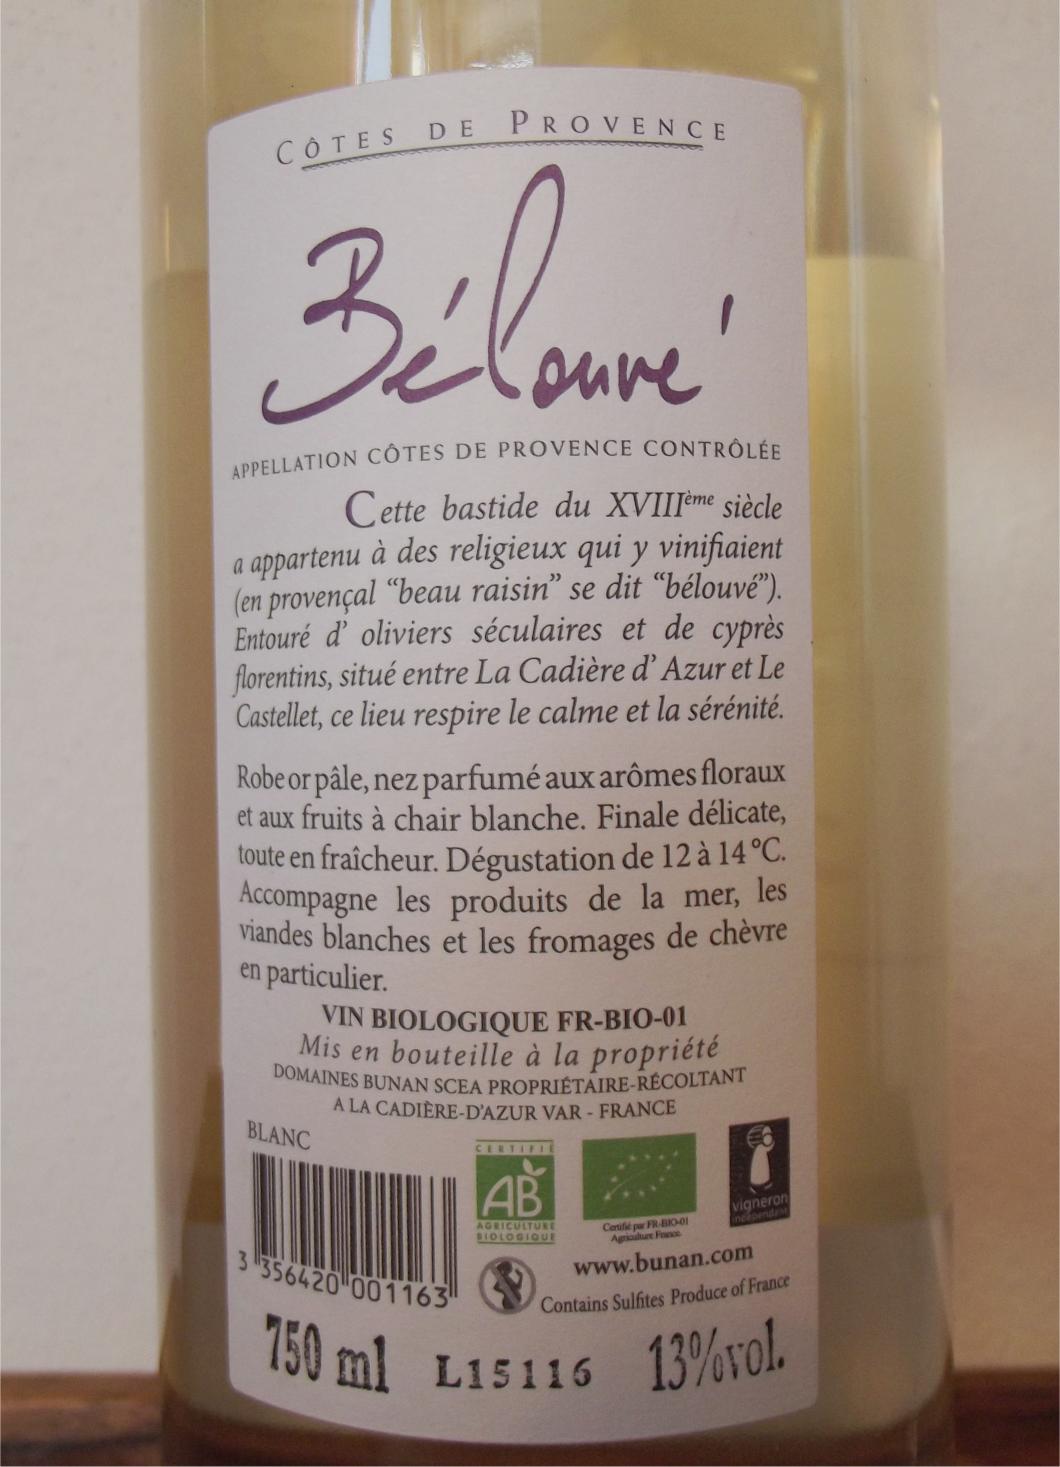 CÔTES DE PROVENCE
Bélouvé
APPELLATION CÔTES DE PROVENCE CONTRÔLÉE
Cette bastide du XVIIIème siècle
a appartenu à des religieux qui y vinifiaient
(en provençal “beau raisin” se dit “bélouvé”).
Entouré d’ oliviers séculaires et de cyprès
florentins, situé entre La Cadière d’ Azur et Le
Castellet, ce lieu respire le calme et la sérénité.
Robe or pâle, nez parfumé aux arômes floraux
et aux fruits à chair blanche. Finale délicate,
toute en fraîcheur. Dégustation de 12 à 14 °C.
Accompagne les produits de la mer, les
viandes blanches et les fromages de chèvre
en particulier.
VIN BIOLOGIQUE FR-BIO-01
Mis en bouteille à la propriété
DOMAINES BUNAN SCEA PROPRIÉTAIRE-RÉCOLTANT
A LA CADIÈRE-D'AZUR VAR - FRANCE
BLANC
CERTIFIÉ
AB
AGRICULTURE
BIOLOGIQUE
Certifié par FR-BIO-01
Agriculture France
vigneron
indépendant
www.bunan.com
3 356420 001163
Contains Sulfites Produce of France
750 ml L15116 13%vol.